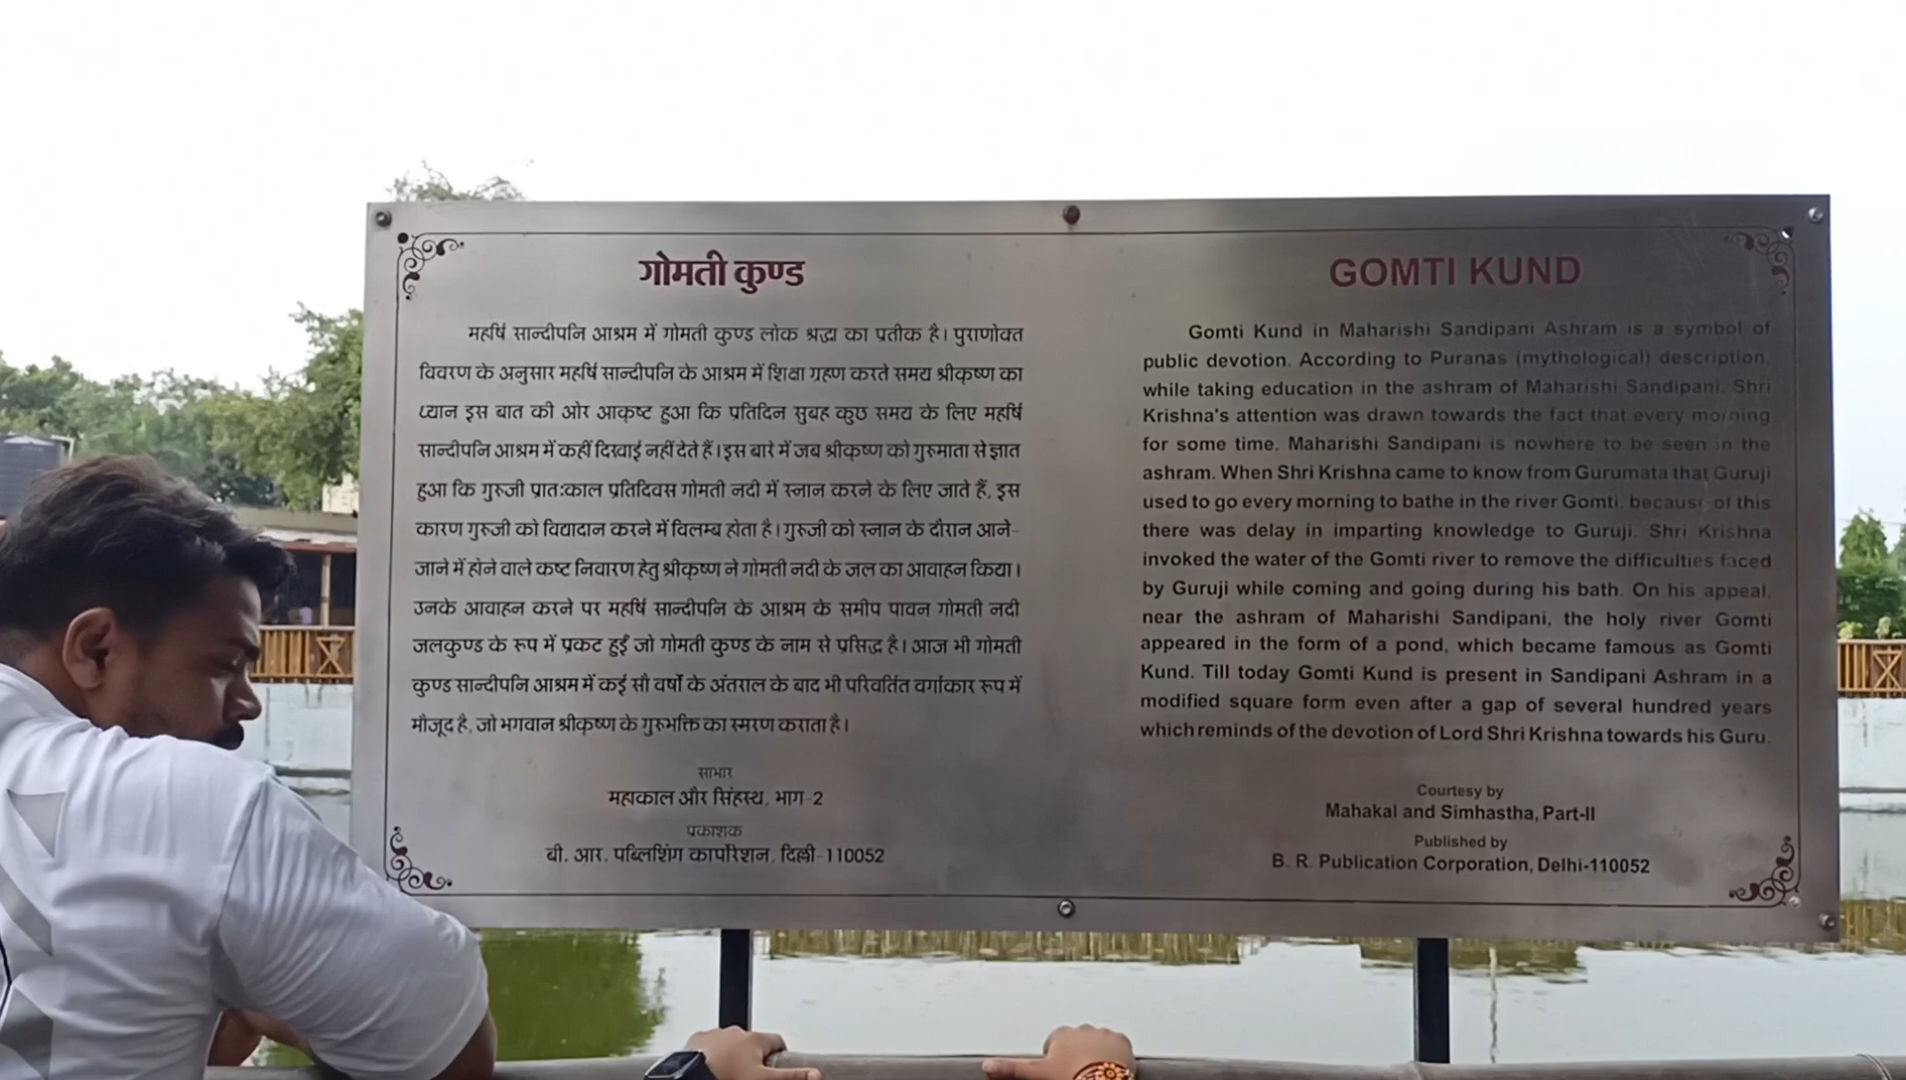 गोमती कुण्ड
महर्षि सान्दीपनि आश्रम में गोमती कुण्ड लोक श्रद्धा का प्रतीक है। पुराणोक्त
विवरण के अनुसार महर्षि सान्दीपनि के आश्रम में शिक्षा ग्रहण करते समय श्रीकृष्ण का
ध्यान इस बात की ओर आकृष्ट हुआ कि प्रतिदिन सुबह कुछ समय के लिए महर्षि
सान्दीपनि आश्रम में कहीं दिखाई नहीं देते हैं। इस बारे में जब श्रीकृष्ण को गुरुमाता से ज्ञात
हुआ कि गुरुजी प्रातःकाल प्रतिदिवस गोमती नदी में स्नान करने के लिए जाते हैं, इस
कारण गुरुजी को विद्यादान करने में विलम्ब होता है। गुरुजी को स्नान के दौरान आने-
जाने में होने वाले कष्ट निवारण हेतु श्रीकृष्ण ने गोमती नदी के जल का आवाहन किया।
उनके आवाहन करने पर महर्षि सान्दीपनि के आश्रम के समीप पावन गोमती नदी
जलकुण्ड के रूप में प्रकट हुईं जो गोमती कुण्ड के नाम से प्रसिद्ध है। आज भी गोमती
कुण्ड सान्दीपनि आश्रम में कई सौ वर्षों के अंतराल के बाद भी परिवर्तित वर्गाकार रूप में
मौजूद है, जो भगवान श्रीकृष्ण के गुरुभक्ति का स्मरण कराता है।
साभार
महाकाल और सिंहस्थ, भाग-2
प्रकाशक
बी. आर. पब्लिशिंग कार्पोरेशन, दिल्ली-110052
GOMTI KUND
Gomti Kund in Maharishi Sandipani Ashram is a symbol of
public devotion. According to Puranas (mythological) description,
while taking education in the ashram of Maharishi Sandipani, Shri
Krishna's attention was drawn towards the fact that every morning
for some time, Maharishi Sandipani is nowhere to be seen in the
ashram. When Shri Krishna came to know from Gurumata that Guruji
used to go every morning to bathe in the river Gomti, because of this
there was delay in imparting knowledge to Guruji. Shri Krishna
invoked the water of the Gomti river to remove the difficulties faced
by Guruji while coming and going during his bath. On his appeal,
near the ashram of Maharishi Sandipani, the holy river Gomti
appeared in the form of a pond, which became famous as Gomti
Kund. Till today Gomti Kund is present in Sandipani Ashram in a
modified square form even after a gap of several hundred years
which reminds of the devotion of Lord Shri Krishna towards his Guru.
Courtesy by
Mahakal and Simhastha, Part-II
Published by
B. R. Publication Corporation, Delhi-110052